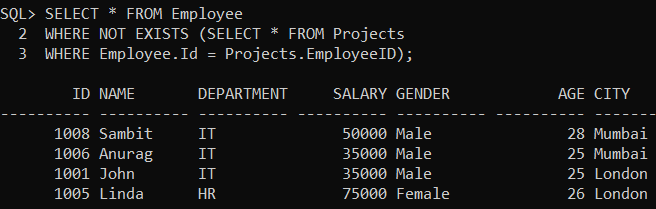 SQL> SELECT * FROM Employee
2 WHERE NOT EXISTS (SELECT * FROM Projects
3 WHERE Employee.Id = Projects.EmployeeID);
ID NAME DEPARTMENT SALARY GENDER AGE CITY
---------- ---------- ---------- ---------- ---------- ---------- -------
1008 Sambit IT 50000 Male 28 Mumbai
1006 Anurag IT 35000 Male 25 Mumbai
1001 John IT 35000 Male 25 London
1005 Linda HR 75000 Female 26 London